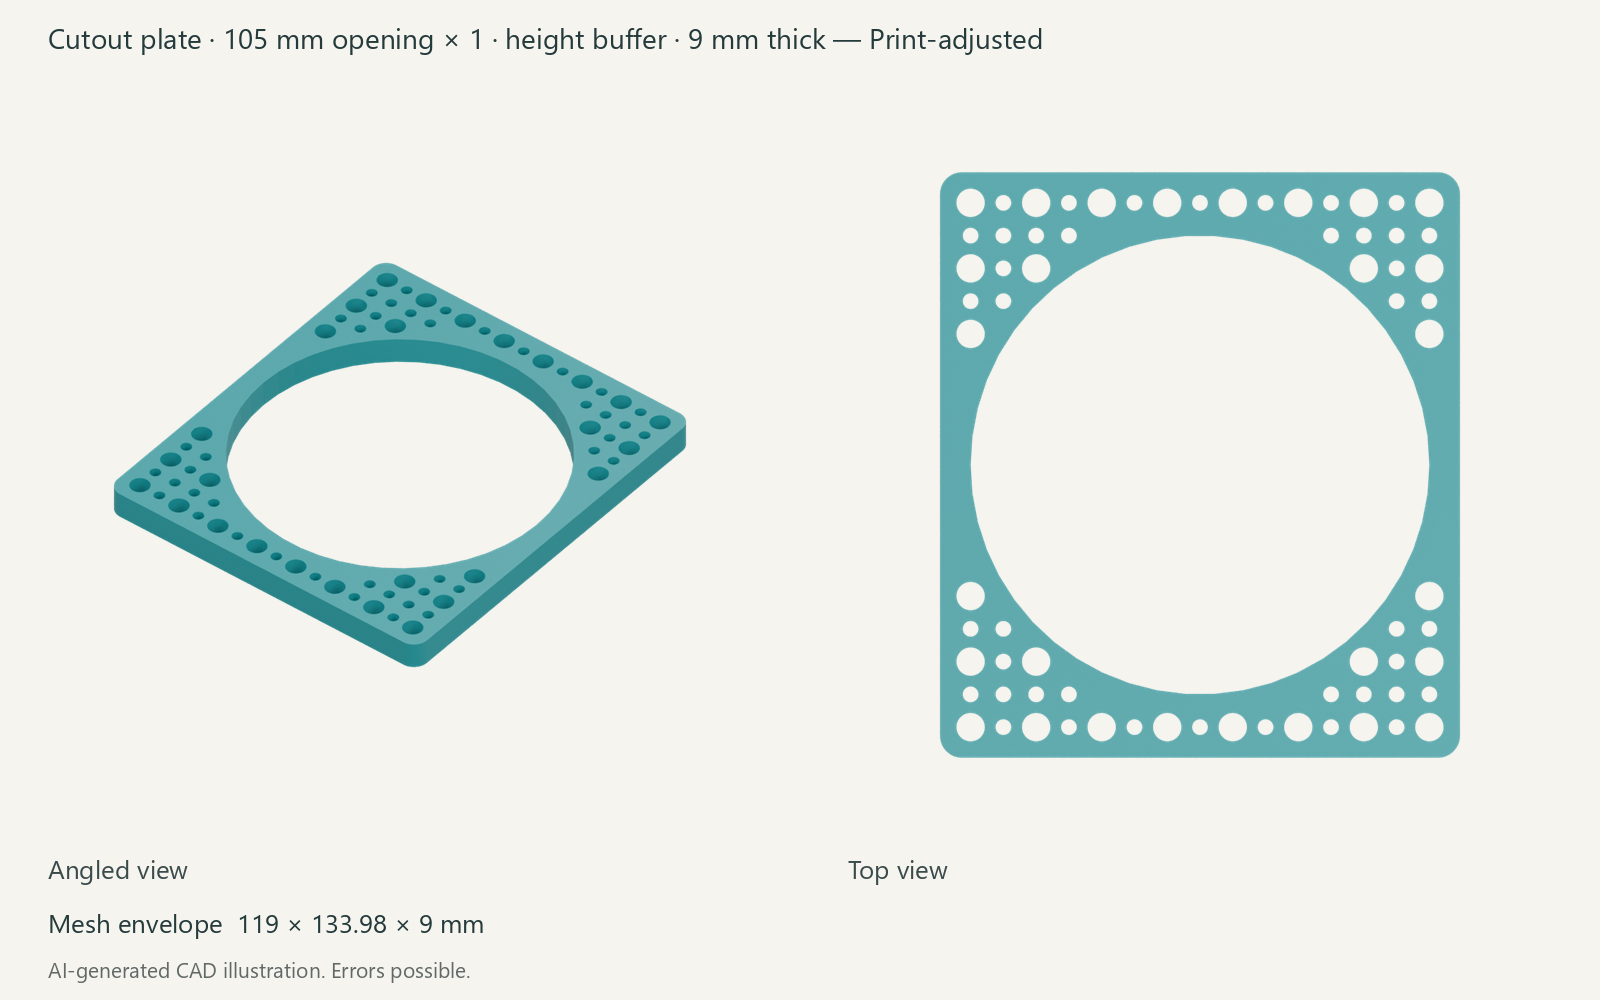 Cutout plate · 105 mm opening × 1 · height buffer · 9 mm thick — Print-adjusted
Angled view
Top view
Mesh envelope 119 × 133.98 × 9 mm
AI-generated CAD illustration. Errors possible.